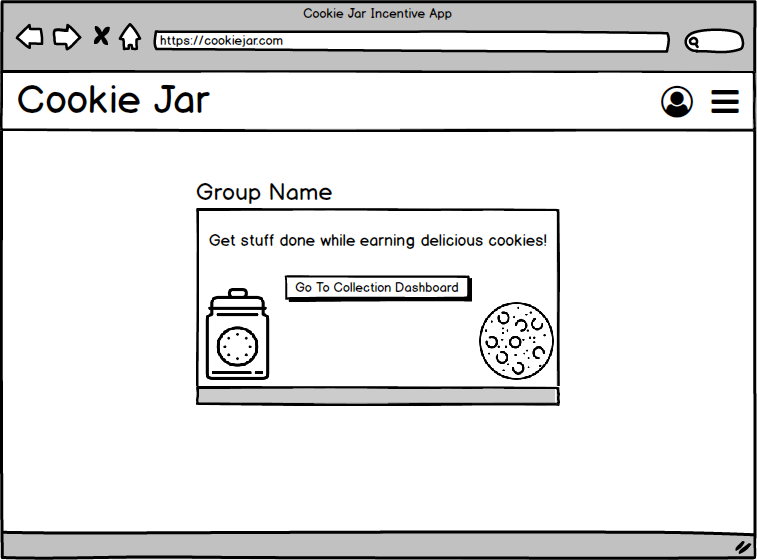 Cookie Jar Incentive App
https://cookiejar.com
Cookie Jar
Group Name
Get stuff done while earning delicious cookies!
Go To Collection Dashboard